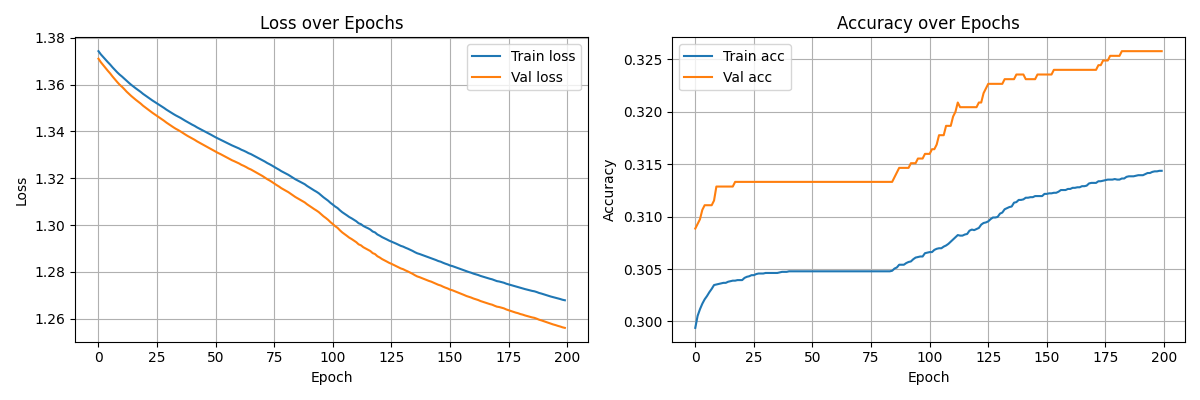 Loss over Epochs
1.38
1.36
1.34
1.32
1.30
1.28
1.26
Loss
Train loss
Val loss
0 25 50 75 100 125 150 175 200
Epoch
Accuracy over Epochs
0.325
0.320
0.315
0.310
0.305
0.300
Accuracy
Train acc
Val acc
0 25 50 75 100 125 150 175 200
Epoch